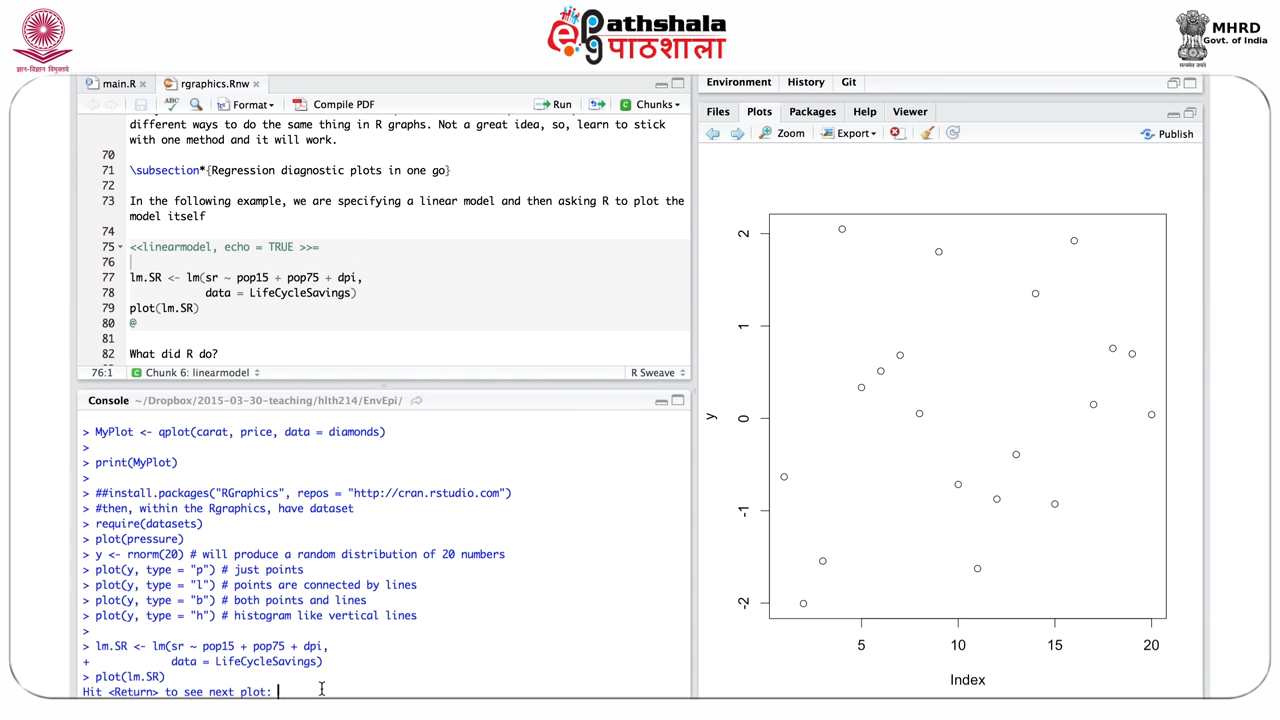 ज्ञान-विज्ञान विमुक्तये
epgpathshala
पाठशाला
सत्यमेव जयते
MHRD
Govt. of India
main.R
rgraphics.Rnw
ABC
Format
Compile PDF
Run
Chunks
different ways to do the same thing in R graphs. Not a great idea, so, learn to stick
with one method and it will work.
70
71 \subsection*{Regression diagnostic plots in one go}
72
73 In the following example, we are specifying a linear model and then asking R to plot the
model itself
74
75 <<linearmodel, echo = TRUE >>=
76
77 lm.SR <- lm(sr ~ pop15 + pop75 + dpi,
78 data = LifeCycleSavings)
79 plot(lm.SR)
80 @
81
82 What did R do?
76:1 C Chunk 6: linearmodel R Sweave
Console ~/Dropbox/2015-03-30-teaching/hlth214/EnvEpi/
> MyPlot <- qplot(carat, price, data = diamonds)
>
> print(MyPlot)
>
> ##install.packages("RGraphics", repos = "http://cran.rstudio.com")
> #then, within the Rgraphics, have dataset
> require(datasets)
> plot(pressure)
> y <- rnorm(20) # will produce a random distribution of 20 numbers
> plot(y, type = "p") # just points
> plot(y, type = "l") # points are connected by lines
> plot(y, type = "b") # both points and lines
> plot(y, type = "h") # histogram like vertical lines
>
> lm.SR <- lm(sr ~ pop15 + pop75 + dpi,
+ data = LifeCycleSavings)
> plot(lm.SR)
Hit <Return> to see next plot:
Environment History Git
Files Plots Packages Help Viewer
Zoom Export Publish
2
1
0
-1
-2
y
5 10 15 20
Index